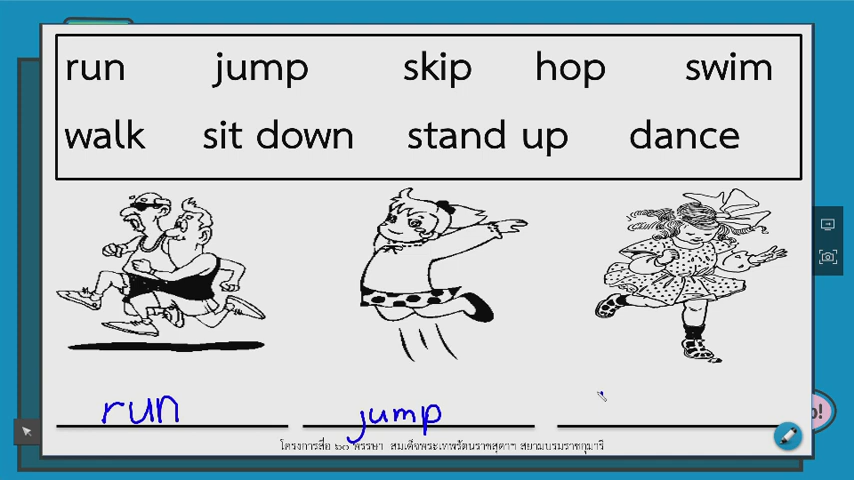 run jump skip hop swim
walk sit down stand up dance
run jump
โครงการสื่อ ๖๐ พรรษา สมเด็จพระเทพรัตนราชสุดาฯ สยามบรมราชกุมารี